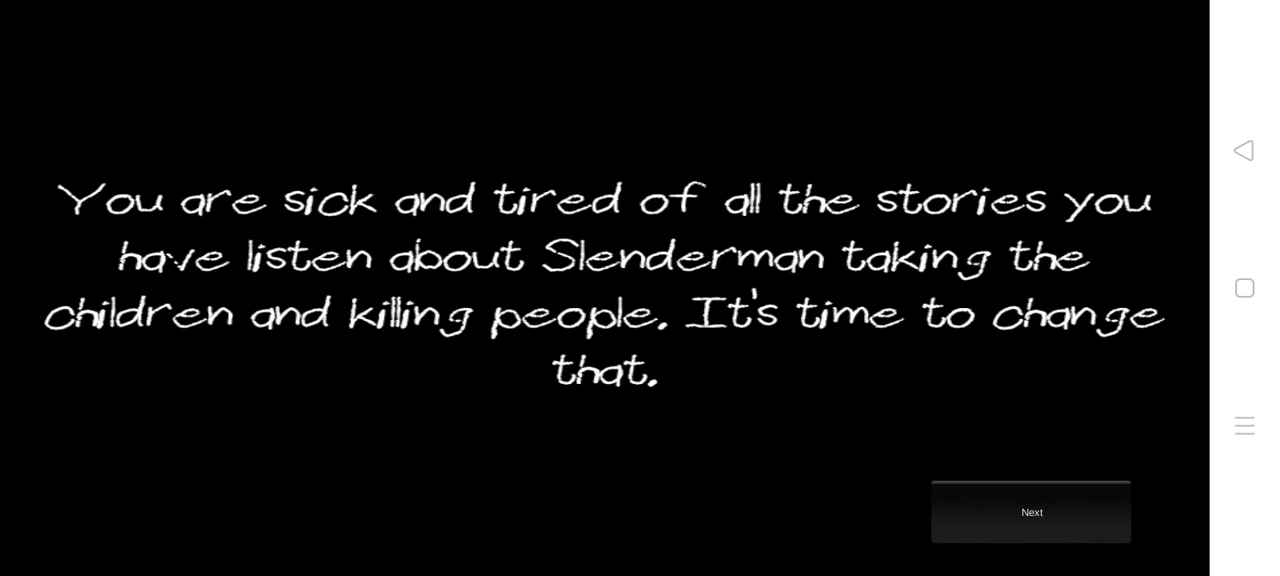 You are sick and tired of all the stories you
have listen about Slenderman taking the
children and killing people. It's time to change
that.
Next